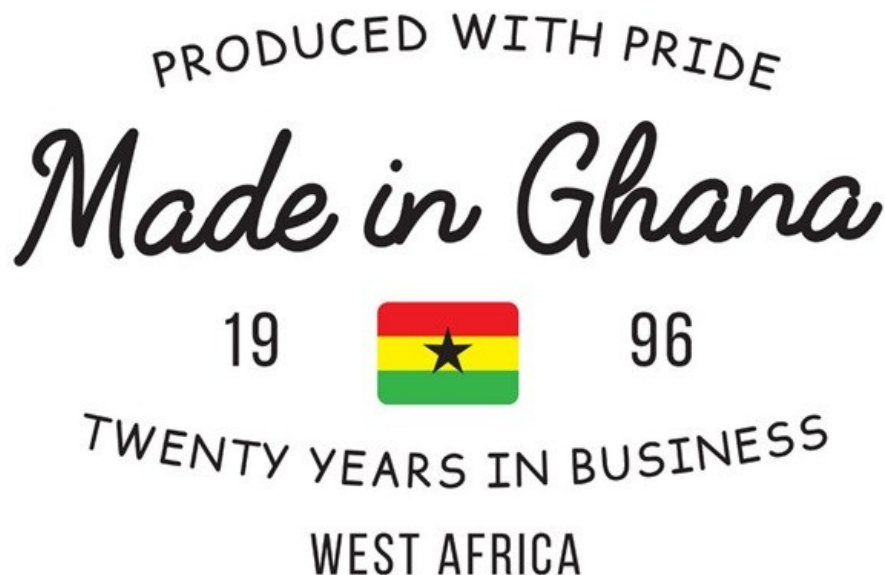 PRODUCED WITH PRIDE
Made in Ghana
19 96
TWENTY YEARS IN BUSINESS
WEST AFRICA